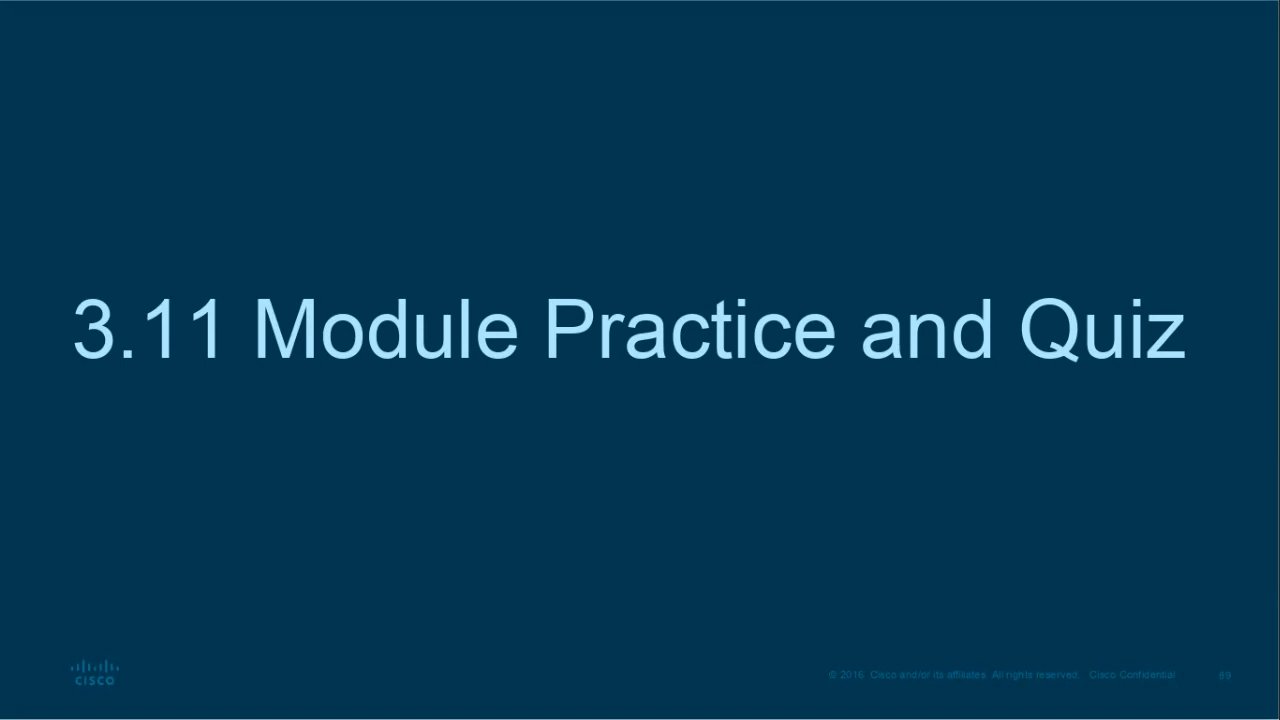 3.11 Module Practice and Quiz
CISCO
© 2016 Cisco and/or its affiliates. All rights reserved. Cisco Confidential
89